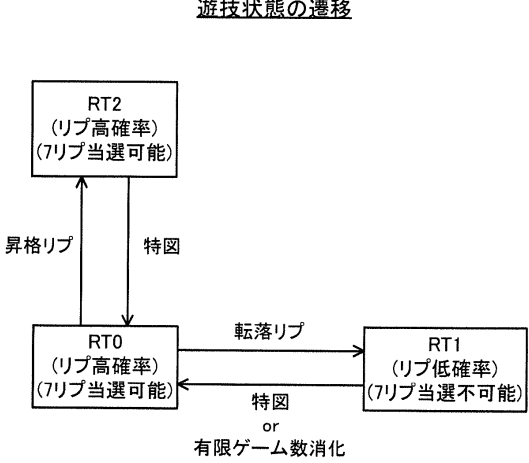 遊技状態の遷移
RT2
(リプ高確率)
(7リプ当選可能)
昇格リプ
特図
RT0
(リプ高確率)
(7リプ当選可能)
転落リプ
RT1
(リプ低確率)
(7リプ当選不可能)
特図
or
有限ゲーム数消化